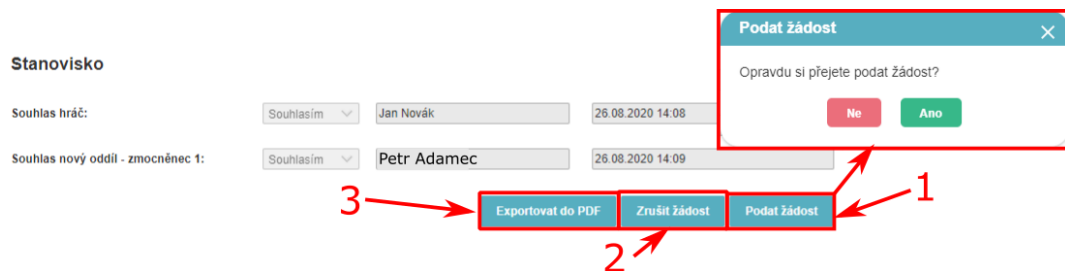 Podat žádost
Opravdu si přejete podat žádost?
Ne Ano
Stanovisko
Souhlas hráč: Souhlasím Jan Novák 26.08.2020 14:08
Souhlas nový oddíl - zmocněnec 1: Souhlasím Petr Adamec 26.08.2020 14:09
3 Exportovat do PDF Zrušit žádost Podat žádost 1
2